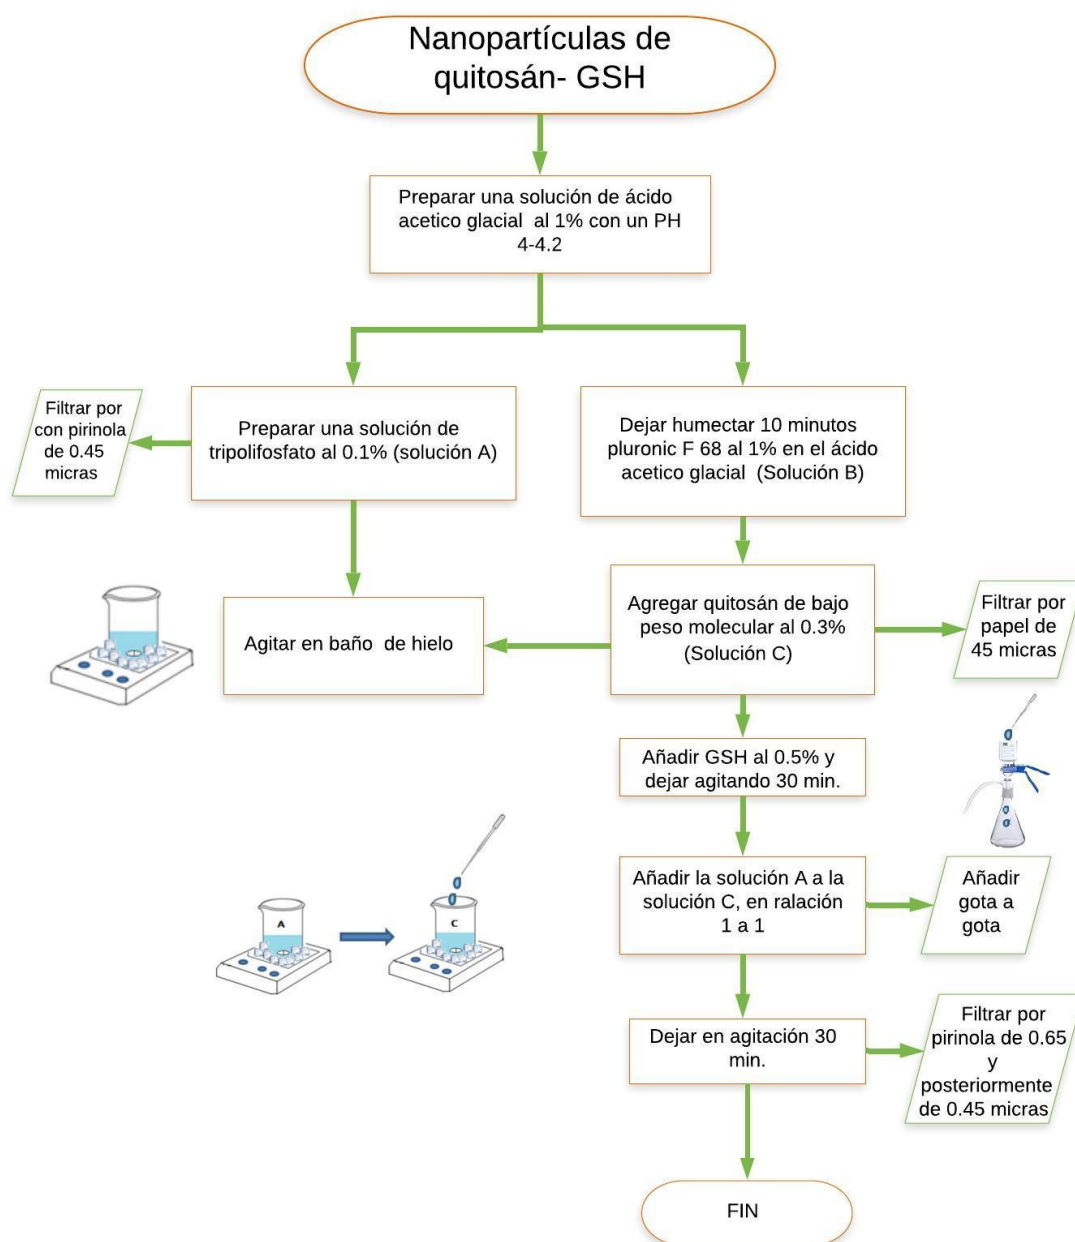 Nanopartículas de
quitosán- GSH
Preparar una solución de ácido
acetico glacial al 1% con un PH
4-4.2
Filtrar por
con pirinola
de 0.45
micras
Preparar una solución de
tripolifosfato al 0.1% (solución A)
Dejar humectar 10 minutos
pluronic F 68 al 1% en el ácido
acetico glacial (Solución B)
Agitar en baño de hielo
Agregar quitosán de bajo
peso molecular al 0.3%
(Solución C)
Filtrar por
papel de
45 micras
Añadir GSH al 0.5% y
dejar agitando 30 min.
A
C
Añadir la solución A a la
solución C, en ralación
1 a 1
Añadir
gota a
gota
Dejar en agitación 30
min.
Filtrar por
pirinola de 0.65
y
posteriormente
de 0.45 micras
FIN